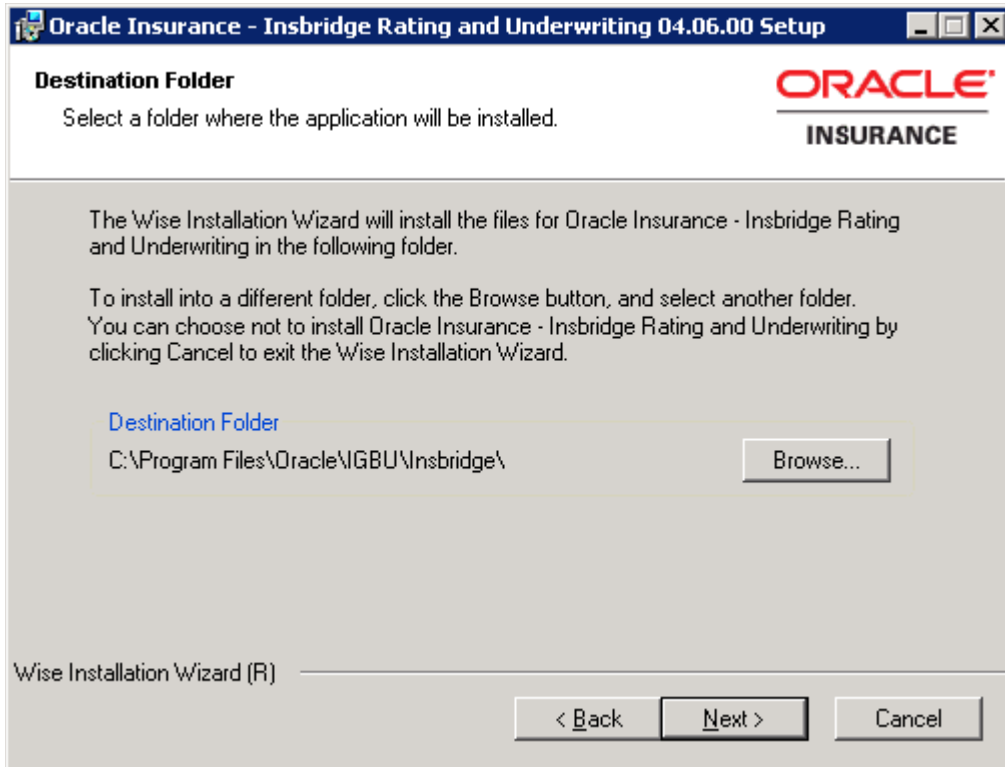 Oracle Insurance - Insbridge Rating and Underwriting 04.06.00 Setup
Destination Folder
Select a folder where the application will be installed.
ORACLE
INSURANCE
The Wise Installation Wizard will install the files for Oracle Insurance - Insbridge Rating
and Underwriting in the following folder.
To install into a different folder, click the Browse button, and select another folder.
You can choose not to install Oracle Insurance - Insbridge Rating and Underwriting by
clicking Cancel to exit the Wise Installation Wizard.
Destination Folder
C:\Program Files\Oracle\IGBU\Insbridge\
Browse...
Wise Installation Wizard (R)
< Back
Next >
Cancel